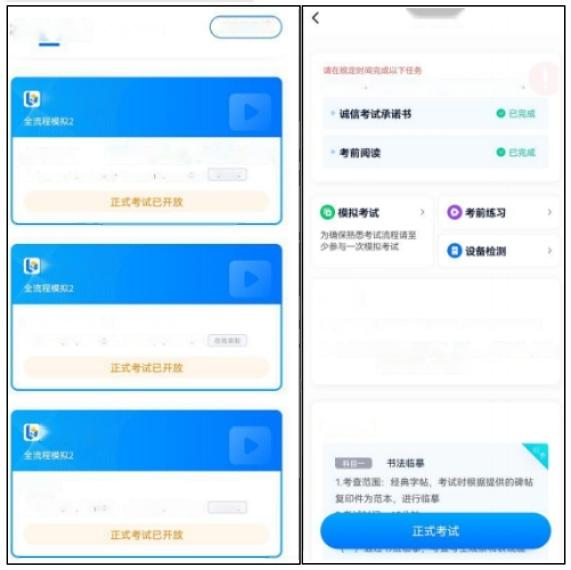 全流程模拟2
正式考试已开放
全流程模拟2
正式考试已开放
全流程模拟2
正式考试已开放
请在规定时间完成以下任务
诚信考试承诺书
已完成
考前阅读
已完成
模拟考试
为确保熟悉考试流程请至
少参与一次模拟考试
考前练习
设备检测
科目一
书法临摹
1.考查范围：经典字帖，考试时根据提供的碑帖
复印件为范本，进行临摹
正式考试